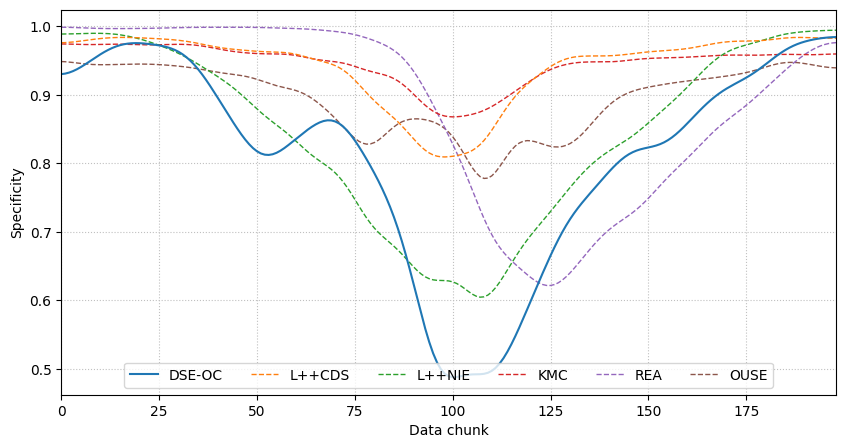 1.0
0.9
0.8
0.7
0.6
0.5
Specificity
DSE-OC L++CDS L++NIE KMC REA OUSE
0 25 50 75 100 125 150 175
Data chunk